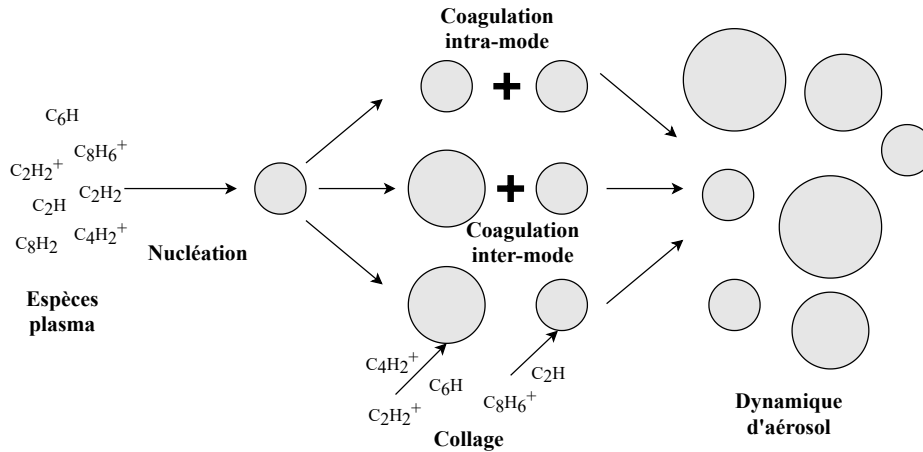 Coagulation
intra-mode
C6H
C8H6+
C2H2+
C2H2
C2H
C8H2
C4H2+
Nucléation
Espèces
plasma
Coagulation
inter-mode
C4H2+
C6H
C2H2+
C2H
C8H6+
Collage
Dynamique
d'aérosol